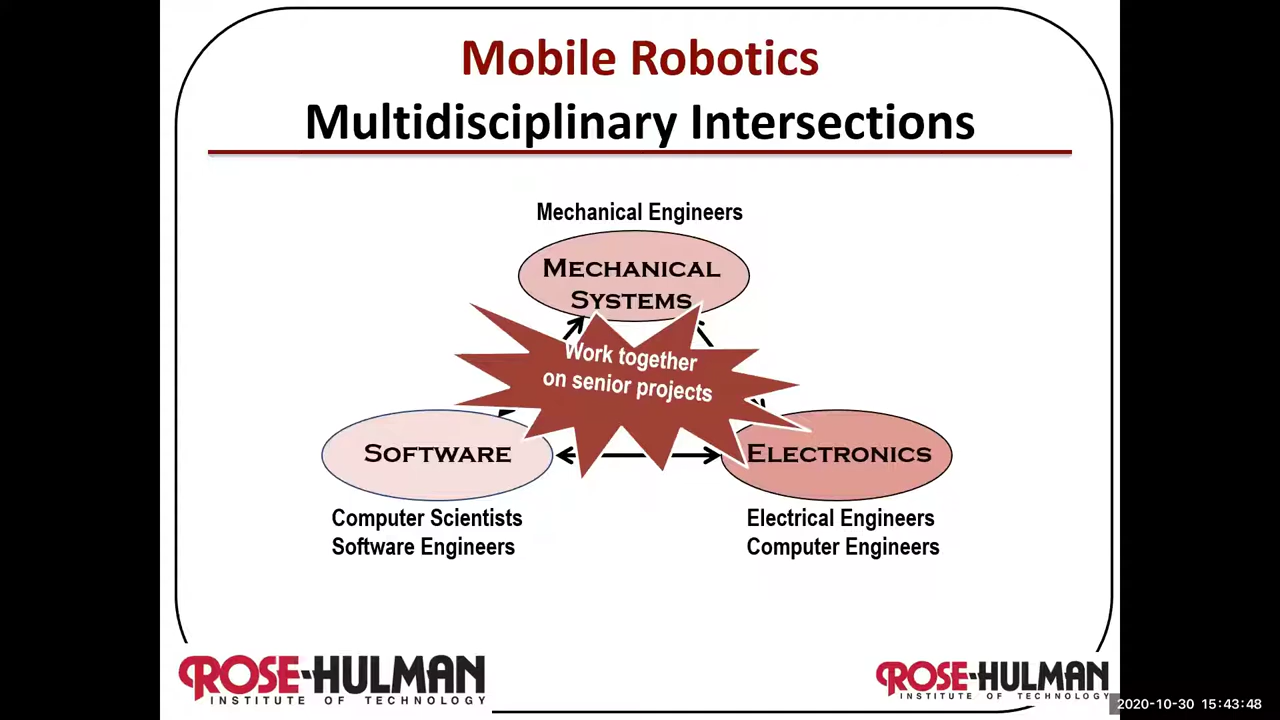 Mobile Robotics
Multidisciplinary Intersections
Mechanical Engineers
MECHANICAL
SYSTEMS
Work together
on senior projects
SOFTWARE
ELECTRONICS
Computer Scientists
Software Engineers
Electrical Engineers
Computer Engineers
ROSE-HULMAN
INSTITUTE OF TECHNOLOGY
ROSE-HULMAN
INSTITUTE OF TECHNOLOGY
2020-10-30 15:43:48